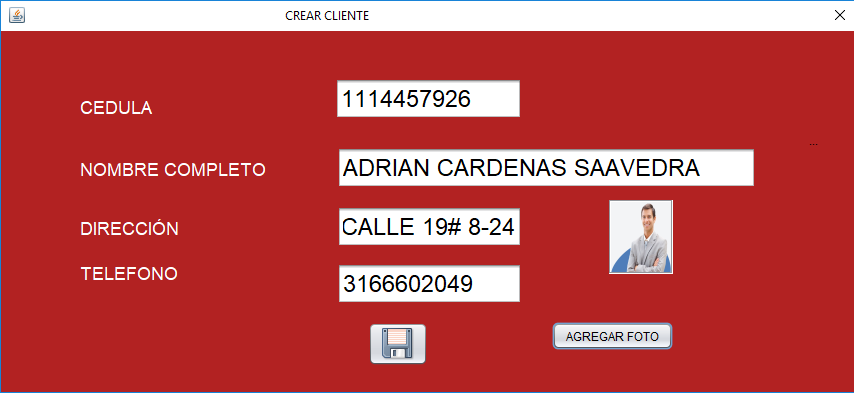 CREAR CLIENTE
CEDULA
1114457926
...
NOMBRE COMPLETO
ADRIAN CARDENAS SAAVEDRA
DIRECCIÓN
CALLE 19# 8-24
TELEFONO
3166602049
AGREGAR FOTO